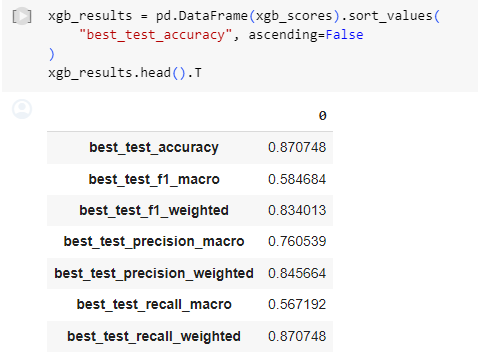 xgb_results = pd.DataFrame(xgb_scores).sort_values(
    "best_test_accuracy", ascending=False
)
xgb_results.head().T
0
best_test_accuracy 0.870748
best_test_f1_macro 0.584684
best_test_f1_weighted 0.834013
best_test_precision_macro 0.760539
best_test_precision_weighted 0.845664
best_test_recall_macro 0.567192
best_test_recall_weighted 0.870748